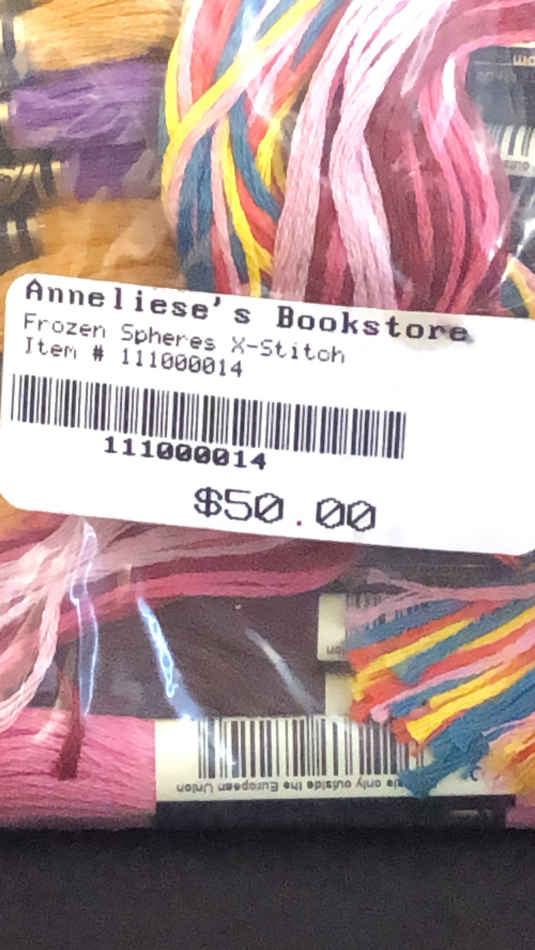 Anneliese's Bookstore
Frozen Spheres X-Stitch
Item # 111000014
111000014
$50.00
only outside the European Union